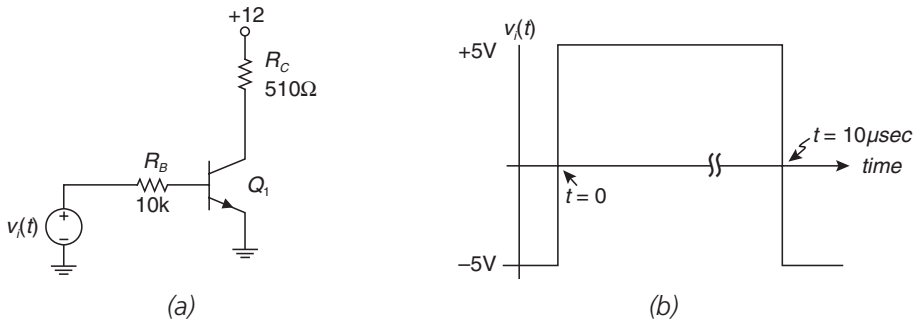 +12
R_C
510Ω
R_B
10k
Q_1
v_i(t)
+
−
(a)
v_i(t)
+5V
t = 10μsec
time
t = 0
−5V
(b)